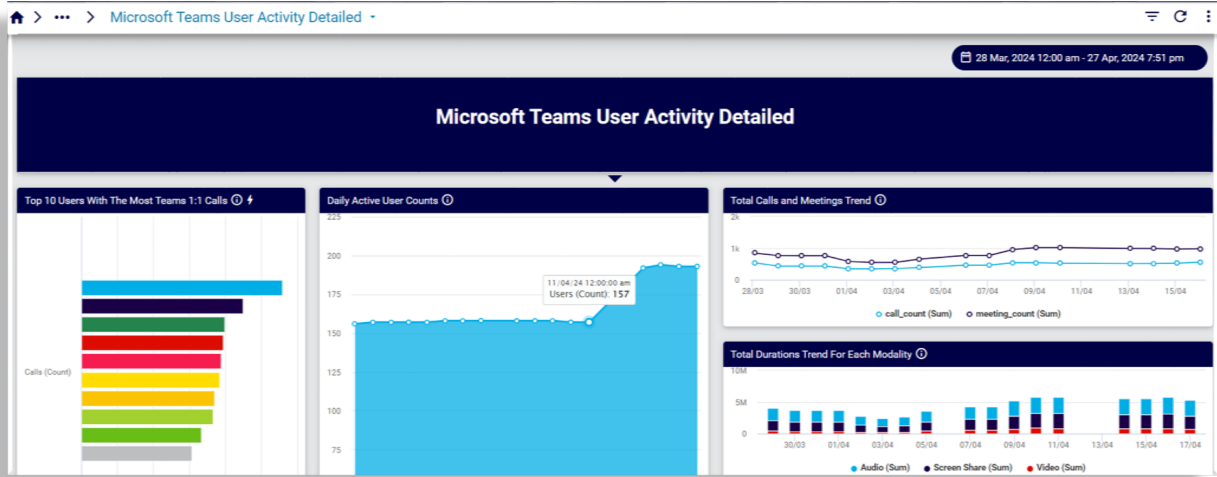 Microsoft Teams User Activity Detailed
28 Mar, 2024 12:00 am - 27 Apr, 2024 7:51 pm
Microsoft Teams User Activity Detailed
Top 10 Users With The Most Teams 1:1 Calls
Calls (Count)
Daily Active User Counts
225
200
175
150
125
100
75
11/04/24 12:00:00 am
Users (Count): 157
Total Calls and Meetings Trend
2k
1k
0
28/03 30/03 01/04 03/04 05/04 07/04 09/04 11/04 13/04 15/04
call_count (Sum) meeting_count (Sum)
Total Durations Trend For Each Modality
10M
5M
0
30/03 01/04 03/04 05/04 07/04 09/04 11/04 13/04 15/04 17/04
Audio (Sum) Screen Share (Sum) Video (Sum)